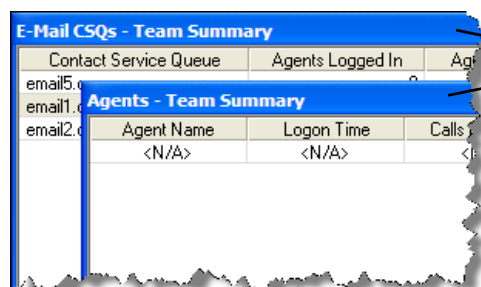 E-Mail CSQs - Team Summary
Contact Service Queue Agents Logged In
email5.
email1.
email2.
Agents - Team Summary
Agent Name Logon Time Calls
<N/A> <N/A>